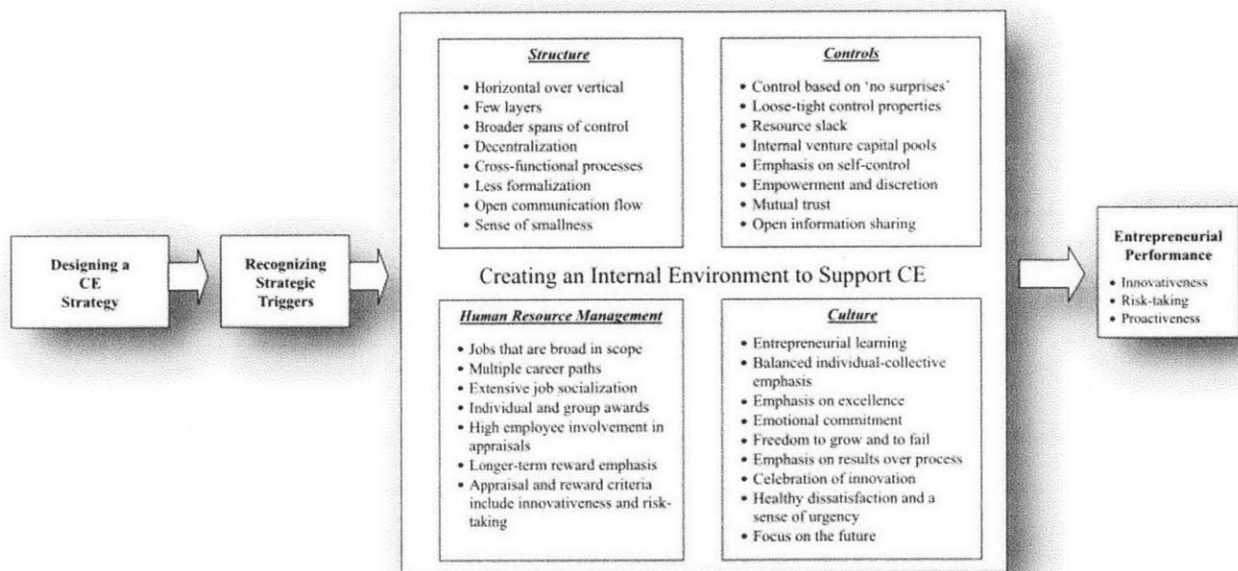 Designing a
CE
Strategy
Recognizing
Strategic
Triggers
Structure
• Horizontal over vertical
• Few layers
• Broader spans of control
• Decentralization
• Cross-functional processes
• Less formalization
• Open communication flow
• Sense of smallness
Controls
• Control based on ‘no surprises’
• Loose-tight control properties
• Resource slack
• Internal venture capital pools
• Emphasis on self-control
• Empowerment and discretion
• Mutual trust
• Open information sharing
Creating an Internal Environment to Support CE
Human Resource Management
• Jobs that are broad in scope
• Multiple career paths
• Extensive job socialization
• Individual and group awards
• High employee involvement in
appraisals
• Longer-term reward emphasis
• Appraisal and reward criteria
include innovativeness and risk-
taking
Culture
• Entrepreneurial learning
• Balanced individual-collective
emphasis
• Emphasis on excellence
• Emotional commitment
• Freedom to grow and to fail
• Emphasis on results over process
• Celebration of innovation
• Healthy dissatisfaction and a
sense of urgency
• Focus on the future
Entrepreneurial
Performance
• Innovativeness
• Risk-taking
• Proactiveness